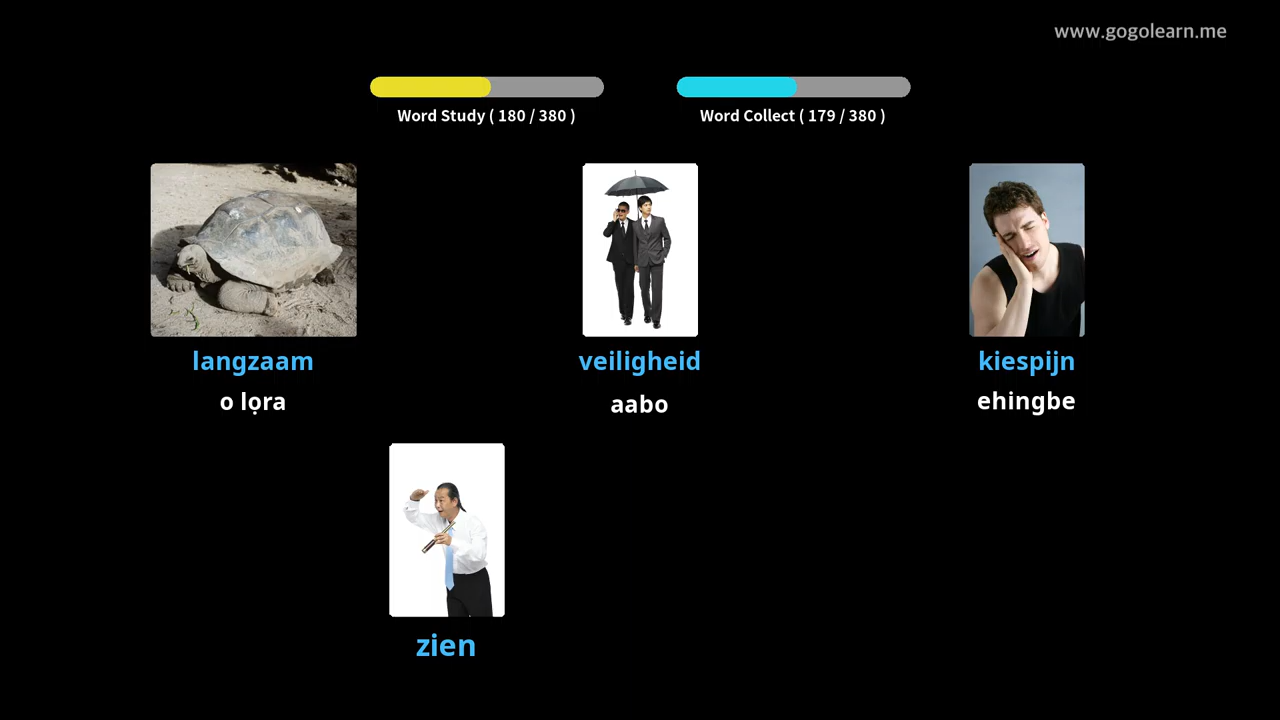 www.gogolearn.me
Word Study ( 180 / 380 )
Word Collect ( 179 / 380 )
langzaam
veiligheid
kiespijn
o lọra
aabo
ehingbe
zien